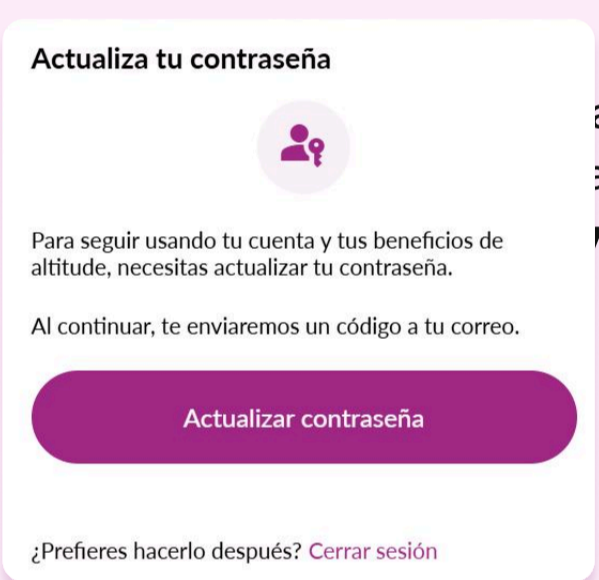 Actualiza tu contraseña
Para seguir usando tu cuenta y tus beneficios de
altitude, necesitas actualizar tu contraseña.
Al continuar, te enviaremos un código a tu correo.
Actualizar contraseña
¿Prefieres hacerlo después? Cerrar sesión